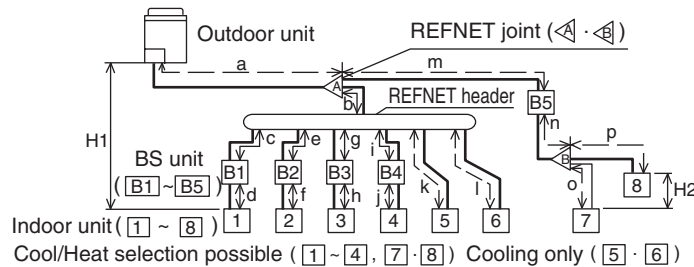 Outdoor unit
REFNET joint (A · B)
a
m
A
b
REFNET header
B5
H1
n
p
c
e
g
i
BS unit
(B1 ~ B5)
B1
B2
B3
B4
k
l
B
o
8
H2
d
f
h
j
Indoor unit (1 ~ 8)
1
2
3
4
5
6
7
Cool/Heat selection possible (1 ~ 4, 7 · 8) Cooling only (5 · 6)